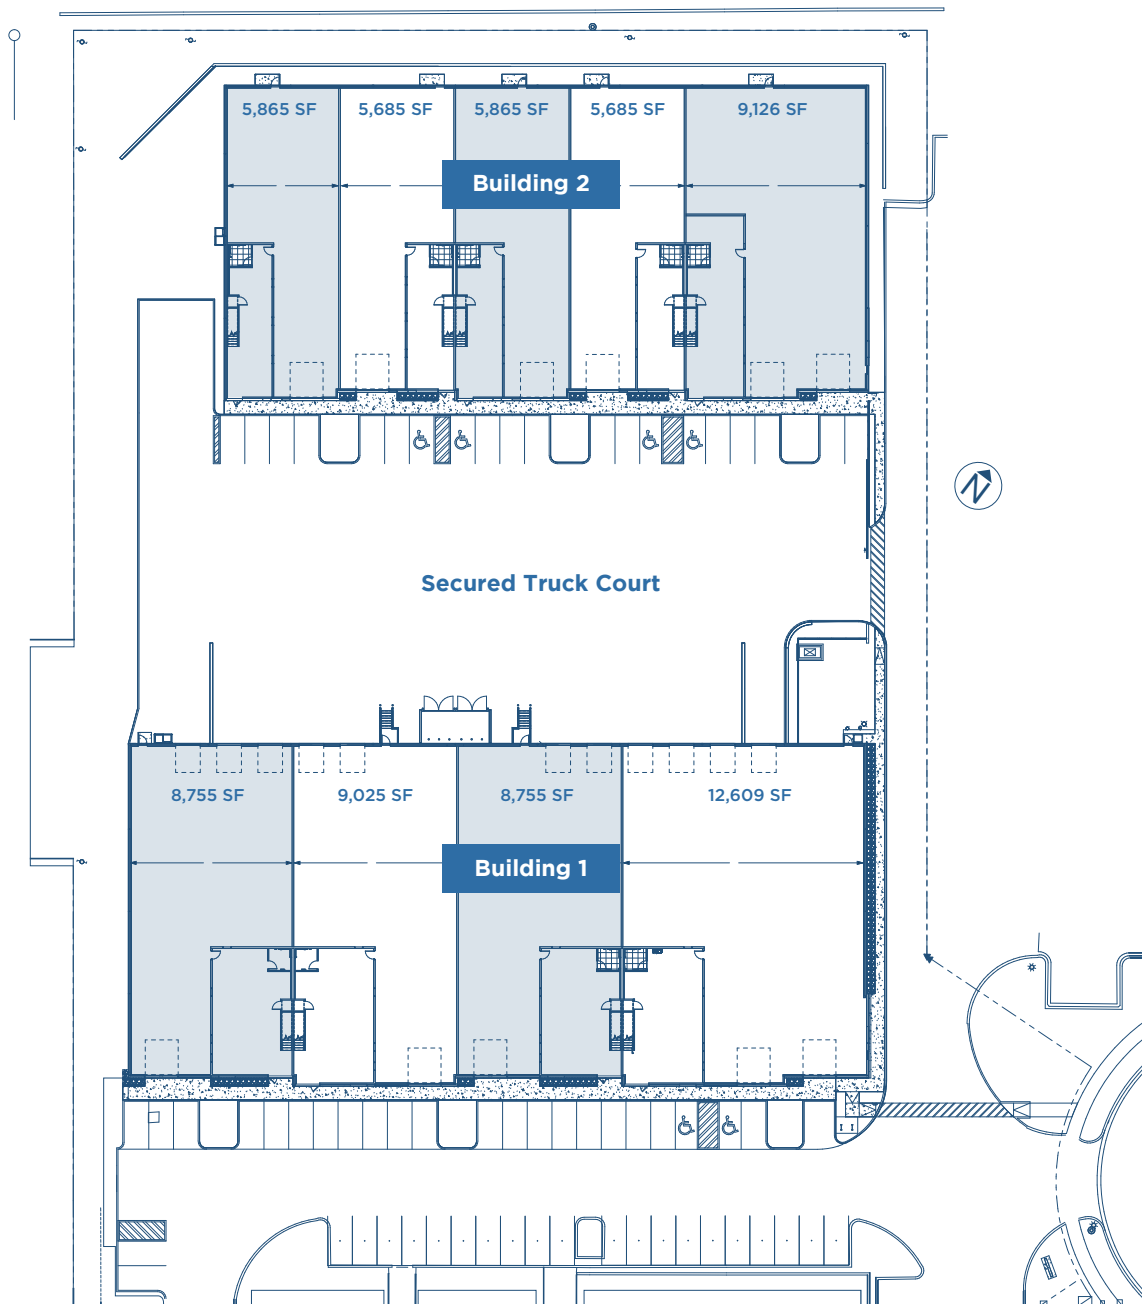 5,865 SF
5,685 SF
5,865 SF
5,685 SF
9,126 SF
Building 2
N
Secured Truck Court
8,755 SF
9,025 SF
8,755 SF
12,609 SF
Building 1